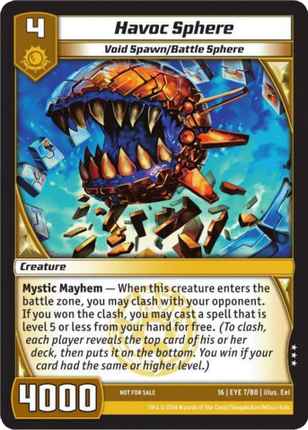 4
Havoc Sphere
Void Spawn/Battle Sphere
Creature
Mystic Mayhem — When this creature enters the
battle zone, you may clash with your opponent.
If you won the clash, you may cast a spell that is
level 5 or less from your hand for free. (To clash,
each player reveals the top card of his or her
deck, then puts it on the bottom. You win if your
card had the same or higher level.)
4000
NOT FOR SALE
16 | EYE 7/80 | Illus. Eel
TM & © 2014 Wizards of the Coast/Shogakukan/Mitsui-Kids